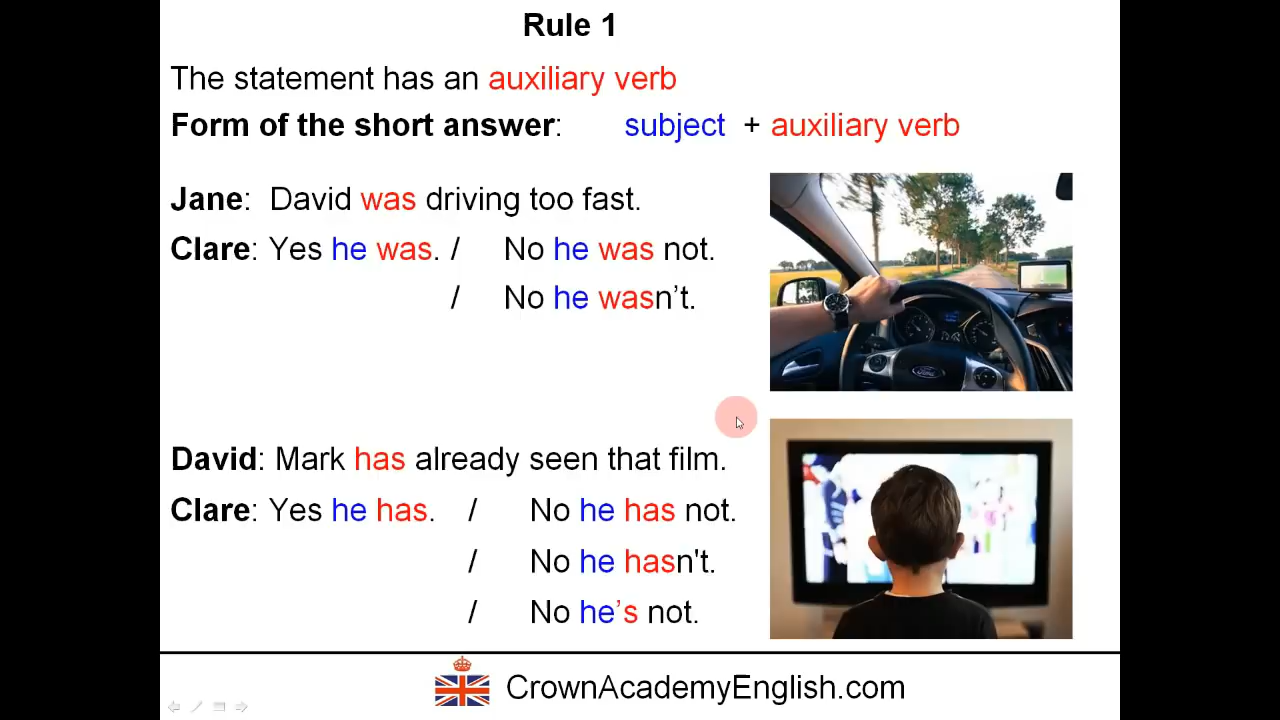 Rule 1
The statement has an auxiliary verb
Form of the short answer: subject + auxiliary verb
Jane: David was driving too fast.
Clare: Yes he was. / No he was not.
/ No he wasn’t.
David: Mark has already seen that film.
Clare: Yes he has. / No he has not.
/ No he hasn't.
/ No he’s not.
CrownAcademyEnglish.com